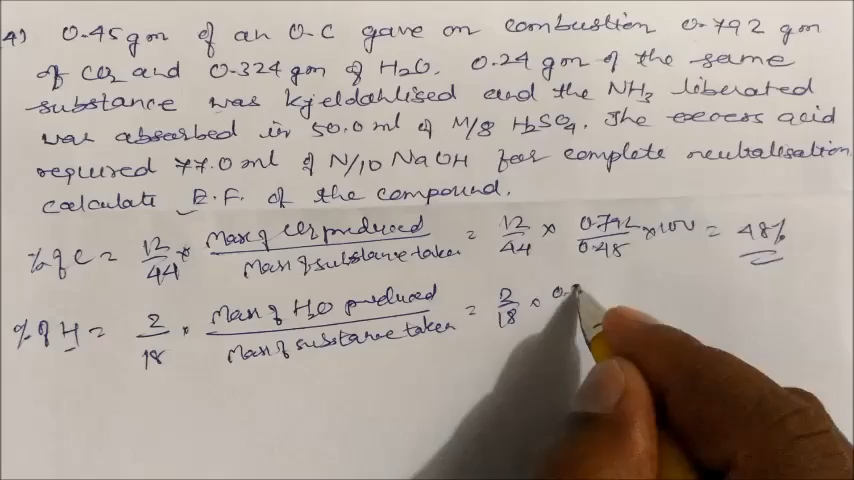 4) 0.45 gm of an O-C gave on combustion 0.792 gm
of CO2 and 0.324 gm of H2O. 0.24 gm of the same
substance was kjeldahlised and the NH3 liberated
was absorbed in 50.0 ml of M/8 H2SO4. The excess acid
required 77.0 ml of N/10 NaOH for complete neutralisation
calculate E.F. of the compound.
% of C = 12/44 × Mass of CO2 produced / Mass of substance taken = 12/44 × 0.792/0.48 × 100 = 48%
% of H = 2/18 × Mass of H2O produced / Mass of substance taken = 2/18 × 0.